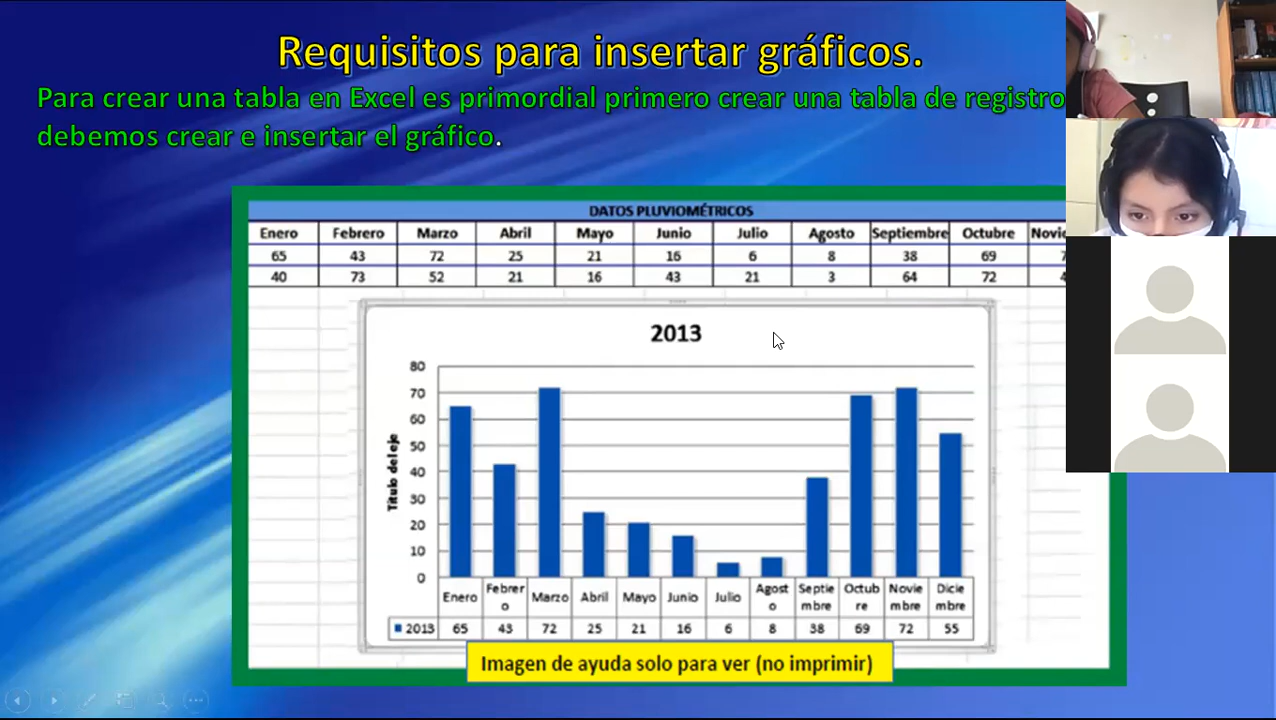 Requisitos para insertar gráficos.
Para crear una tabla en Excel es primordial primero crear una tabla de registro
debemos crear e insertar el gráfico.
DATOS PLUVIOMÉTRICOS
Enero Febrero Marzo Abril Mayo Junio Julio Agosto Septiembre Octubre
65 43 72 25 21 16 6 8 38 69
40 73 52 21 16 43 21 3 64 72
2013
Título del eje
80
70
60
50
40
30
20
10
0
Enero Febrero Marzo Abril Mayo Junio Julio Agosto Septiembre Octubre Noviembre Diciembre
2013 65 43 72 25 21 16 6 8 38 69 72 55
Imagen de ayuda solo para ver (no imprimir)